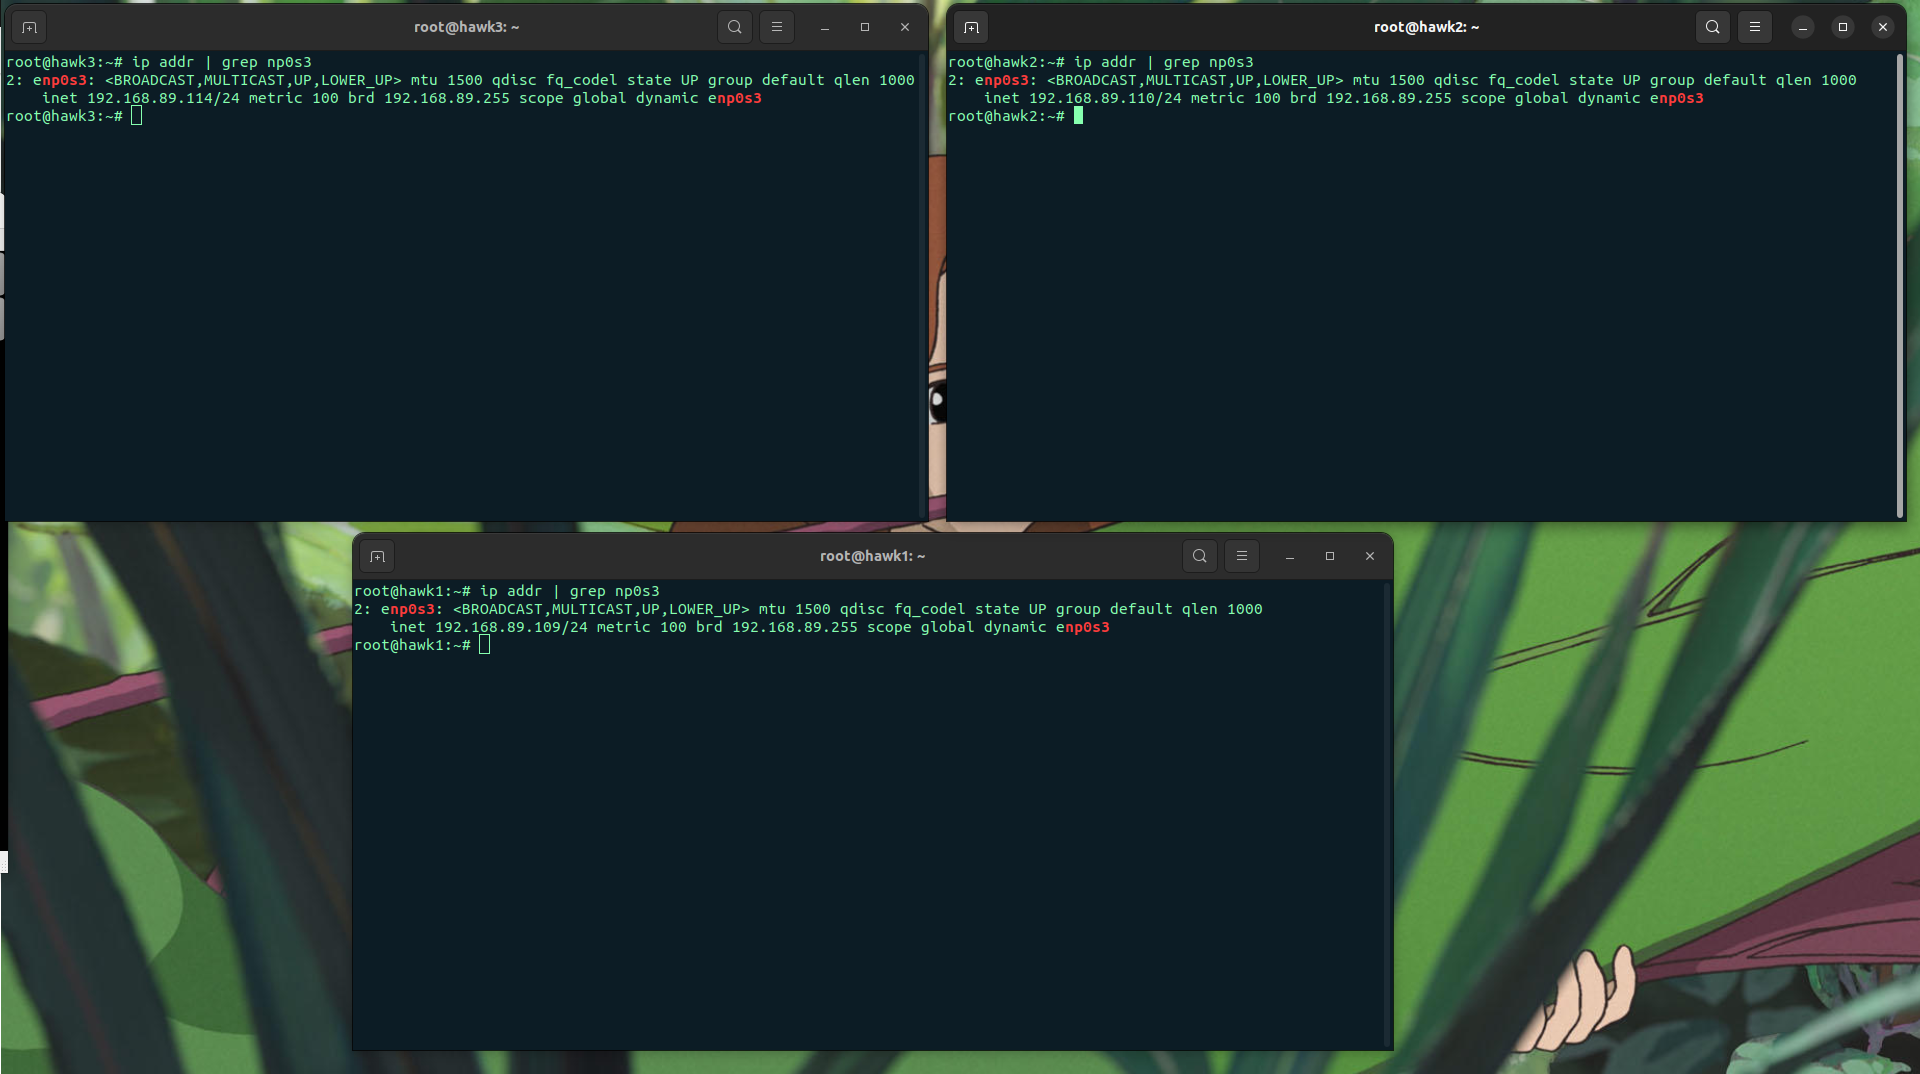 root@hawk3: ~
root@hawk3:~# ip addr | grep np0s3
2: enp0s3: <BROADCAST,MULTICAST,UP,LOWER_UP> mtu 1500 qdisc fq_codel state UP group default qlen 1000
    inet 192.168.89.114/24 metric 100 brd 192.168.89.255 scope global dynamic enp0s3
root@hawk3:~#
root@hawk2: ~
root@hawk2:~# ip addr | grep np0s3
2: enp0s3: <BROADCAST,MULTICAST,UP,LOWER_UP> mtu 1500 qdisc fq_codel state UP group default qlen 1000
    inet 192.168.89.110/24 metric 100 brd 192.168.89.255 scope global dynamic enp0s3
root@hawk2:~#
root@hawk1: ~
root@hawk1:~# ip addr | grep np0s3
2: enp0s3: <BROADCAST,MULTICAST,UP,LOWER_UP> mtu 1500 qdisc fq_codel state UP group default qlen 1000
    inet 192.168.89.109/24 metric 100 brd 192.168.89.255 scope global dynamic enp0s3
root@hawk1:~#